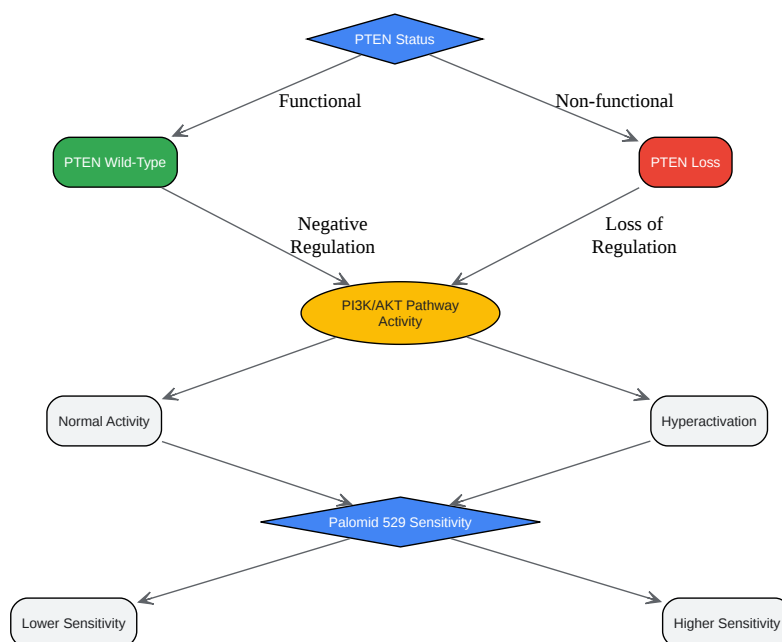 PTEN Status
Functional
Non-functional
PTEN Wild-Type
PTEN Loss
Negative
Regulation
Loss of
Regulation
PI3K/AKT Pathway
Activity
Normal Activity
Hyperactivation
Palomid 529 Sensitivity
Lower Sensitivity
Higher Sensitivity